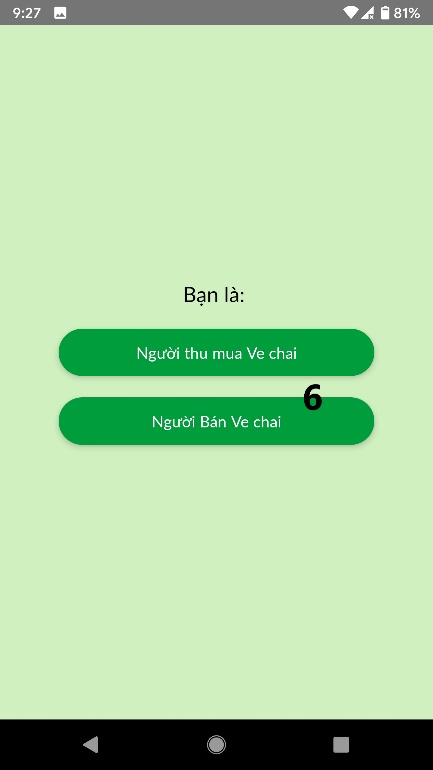 9:27 81%
Bạn là:
Người thu mua Ve chai
6
Người Bán Ve chai